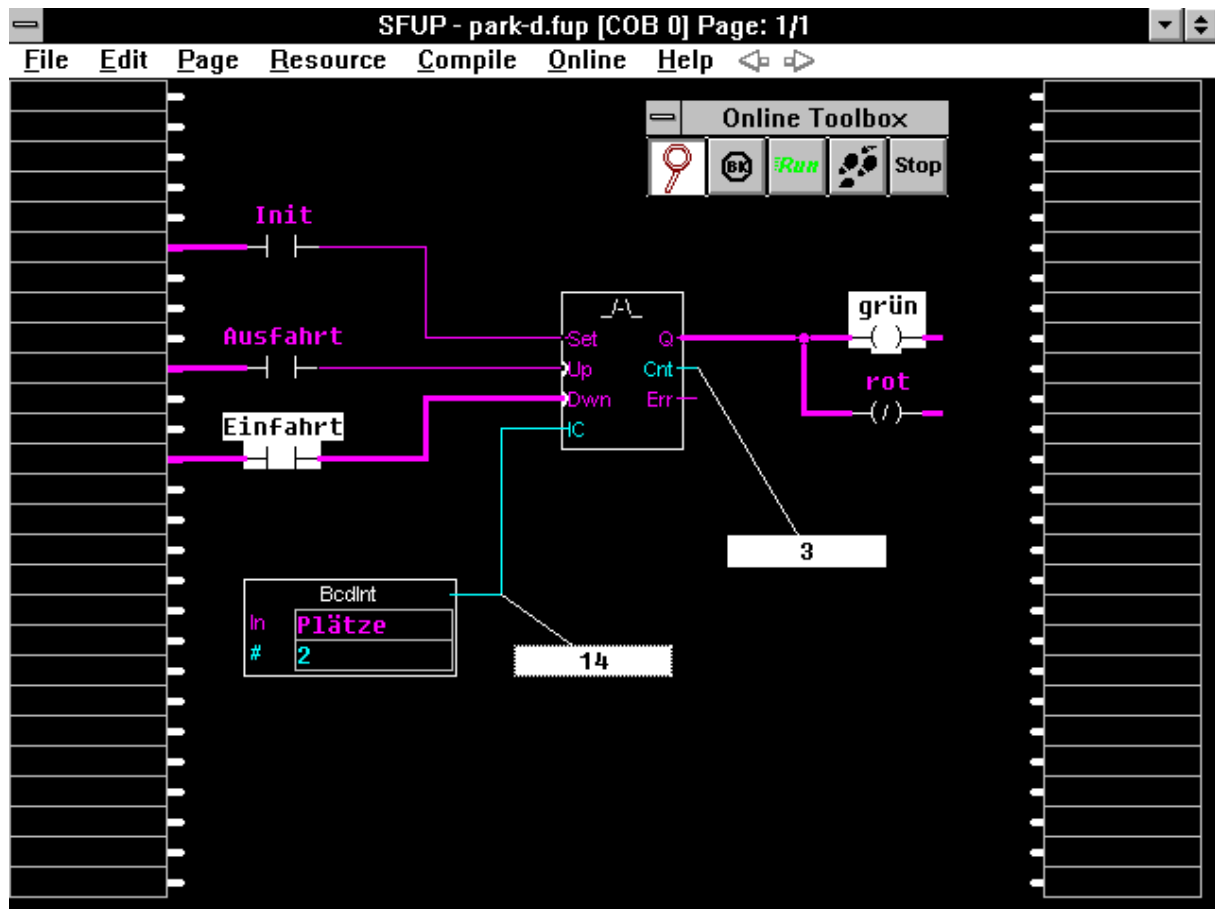 SFUP - park-d.fup [COB 0] Page: 1/1
File Edit Page Resource Compile Online Help
Online Toolbox
BK Run Stop
Init
_/-\_
grün
Ausfahrt
Set Q
Up Cnt
rot
Dwn Err
(/)
Einfahrt
IC
3
BcdInt
In Plätze
# 2
14